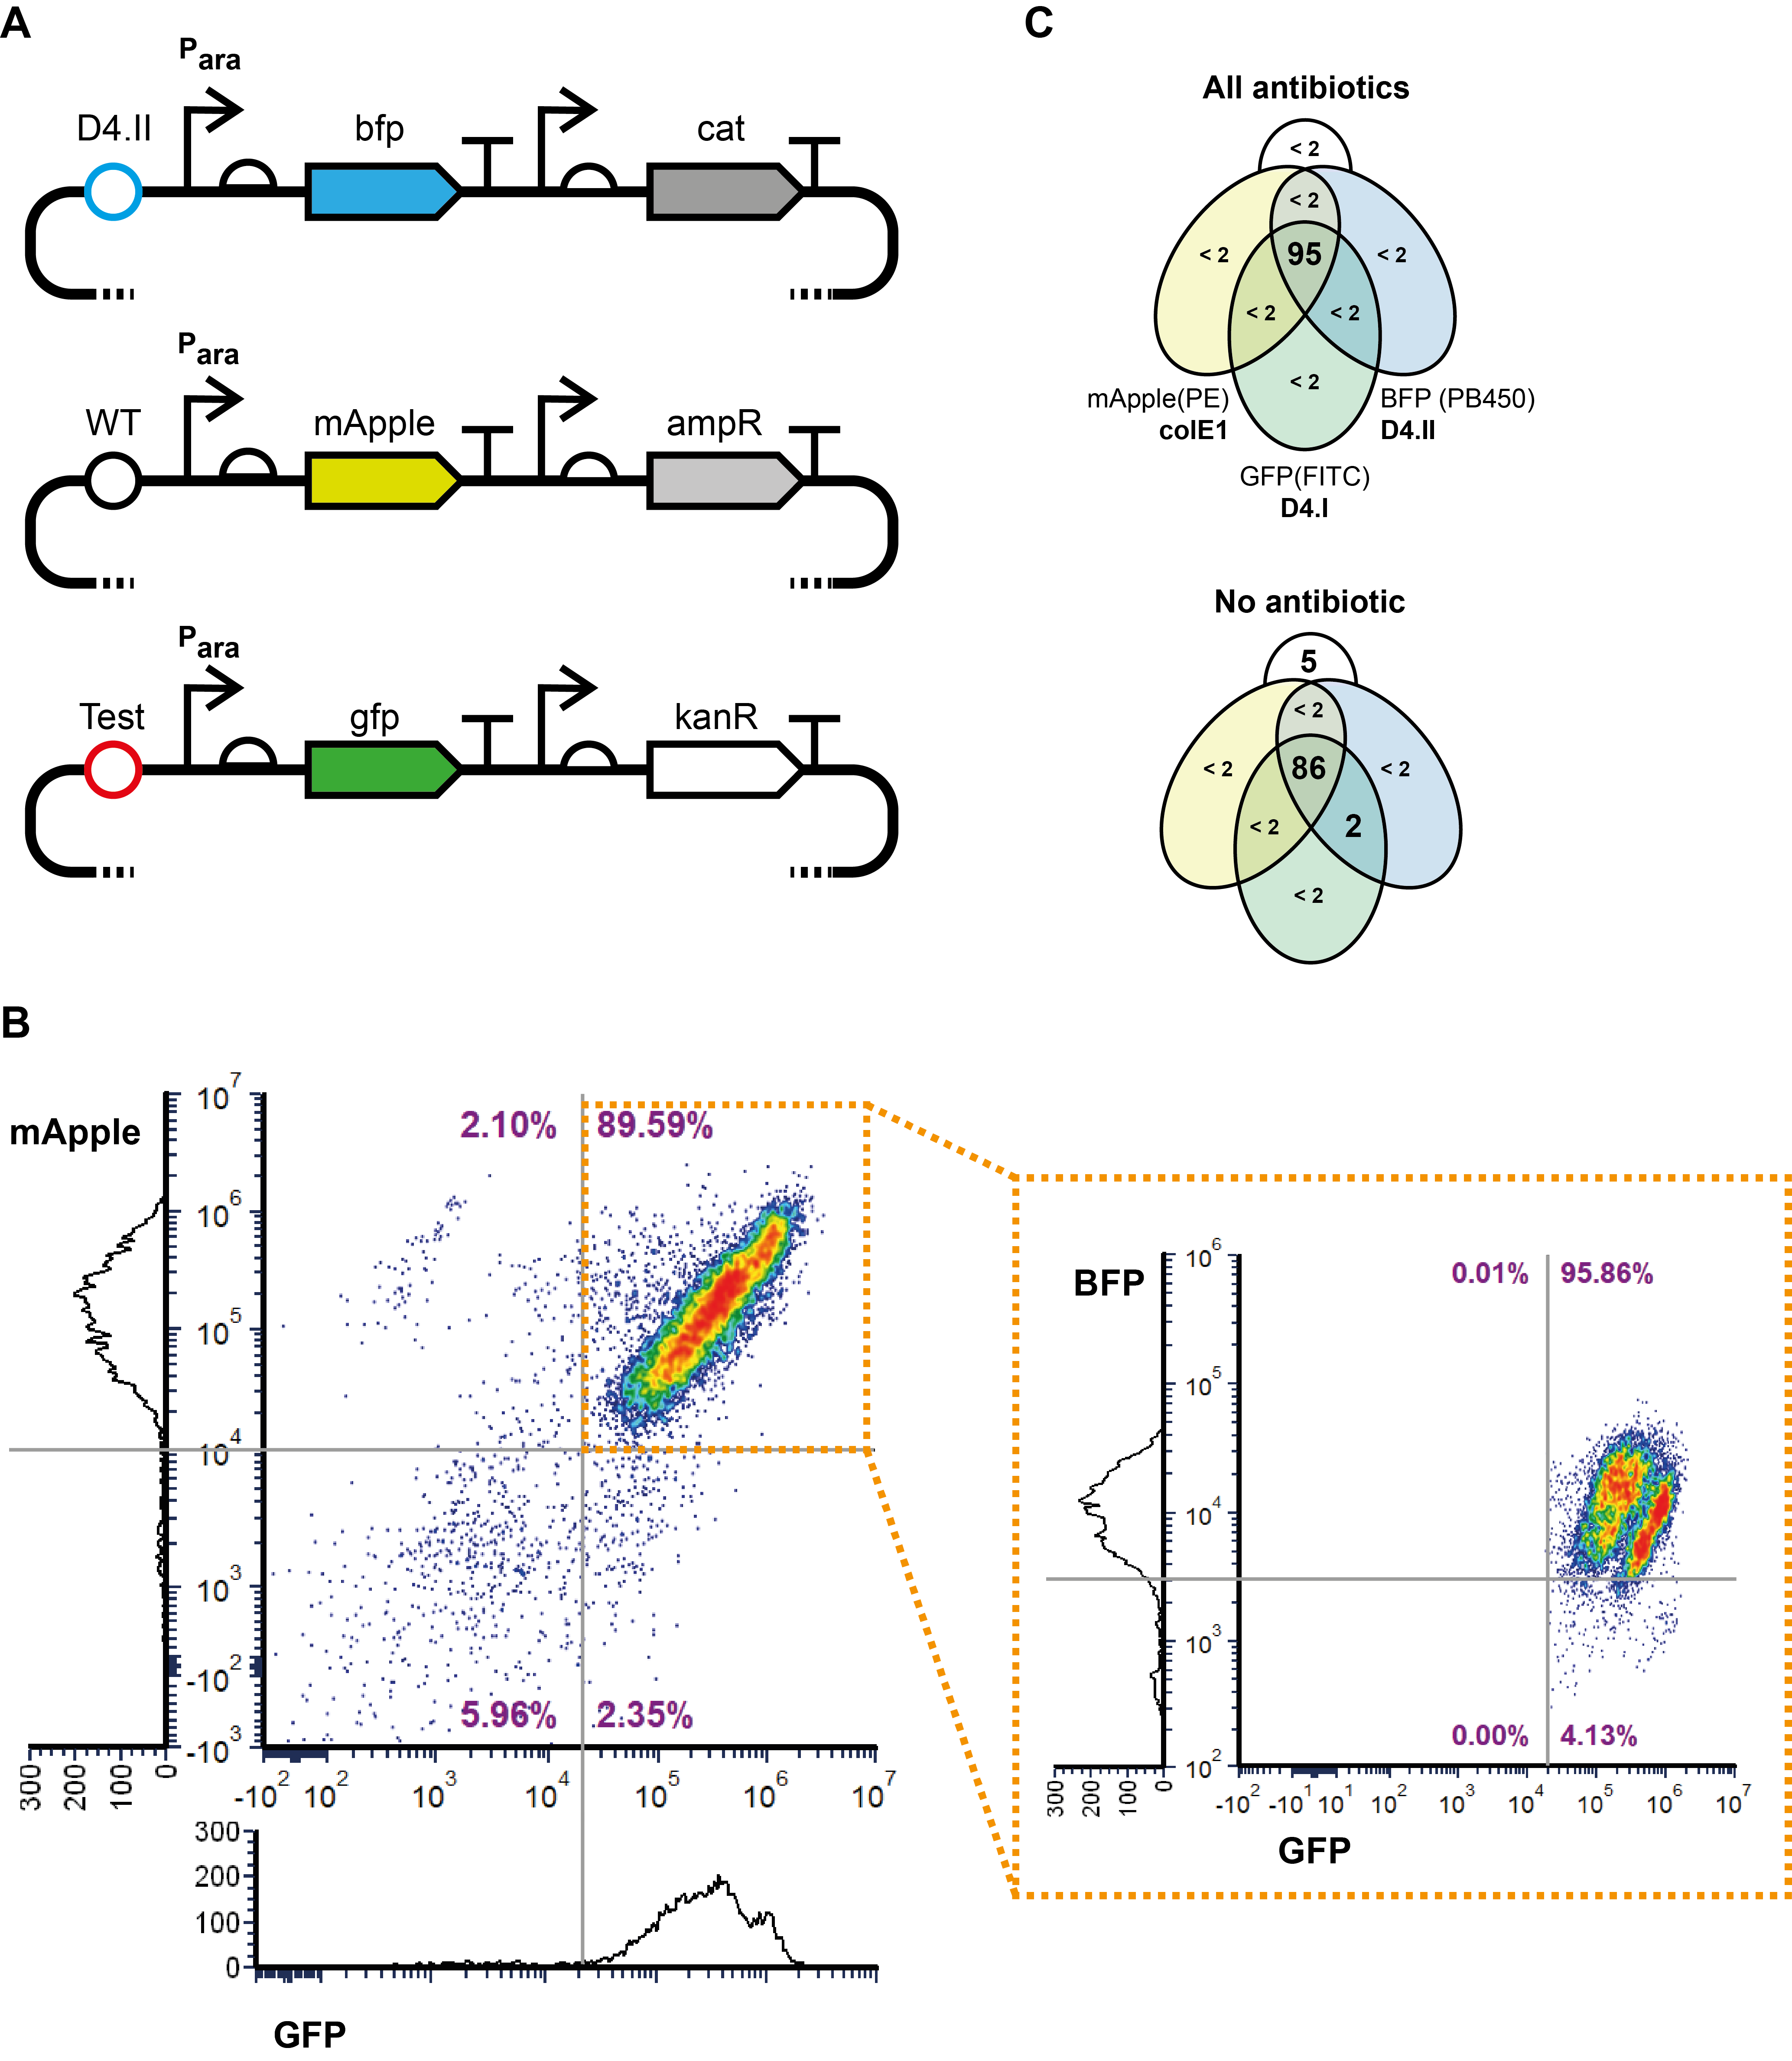 A
Para
D4.II
bfp
cat
Para
WT
mApple
ampR
Para
Test
gfp
kanR
C
All antibiotics
< 2
< 2
< 2
95
< 2
< 2
< 2
< 2
mApple(PE)
colE1
BFP (PB450)
D4.II
GFP(FITC)
D4.I
No antibiotic
5
< 2
< 2
86
< 2
< 2
2
< 2
B
mApple
10^7
10^6
10^5
10^4
10^3
-10^2
-10^3
2.10%
89.59%
5.96%
2.35%
300
200
100
0
-10^2
10^2
10^3
10^4
10^5
10^6
10^7
300
200
100
0
GFP
BFP
10^6
10^5
10^4
10^3
10^2
0.01%
95.86%
0.00%
4.13%
300
200
100
0
-10^2
-10^1
10^1
10^2
10^3
10^4
10^5
10^6
10^7
GFP